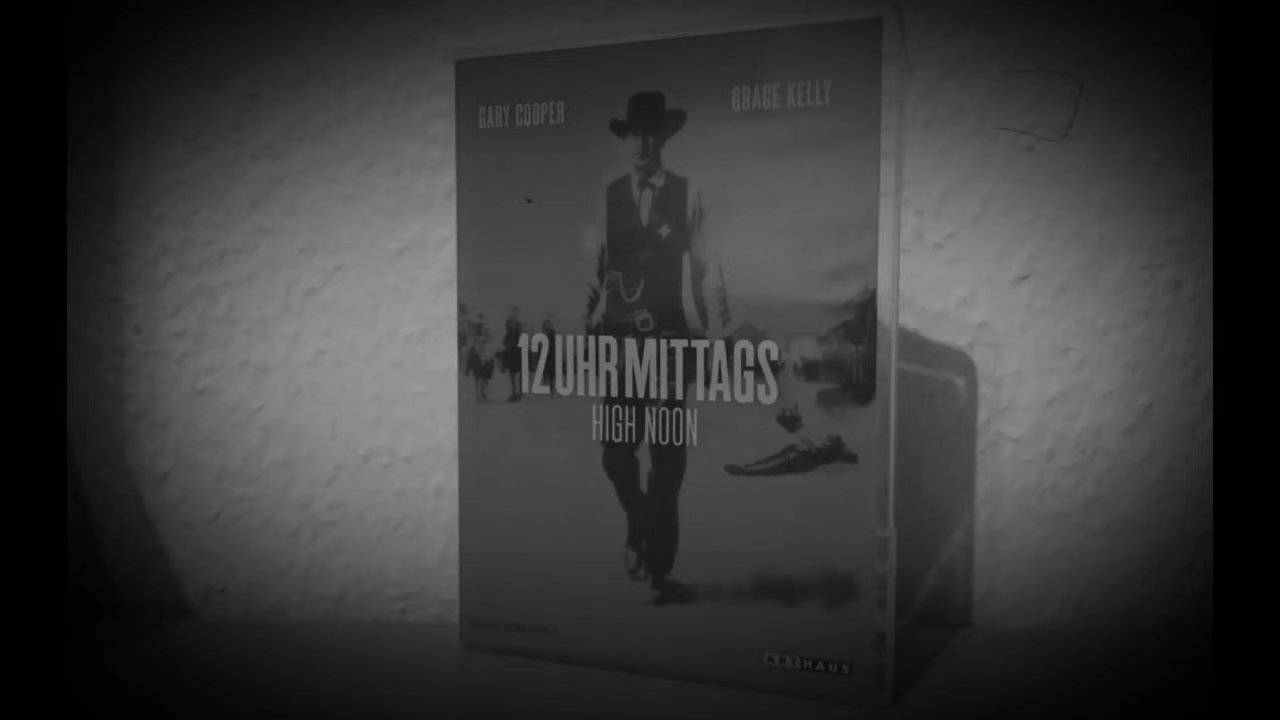 GARY COOPER
GRACE KELLY
12 UHR MITTAGS
HIGH NOON
ARTHAUS